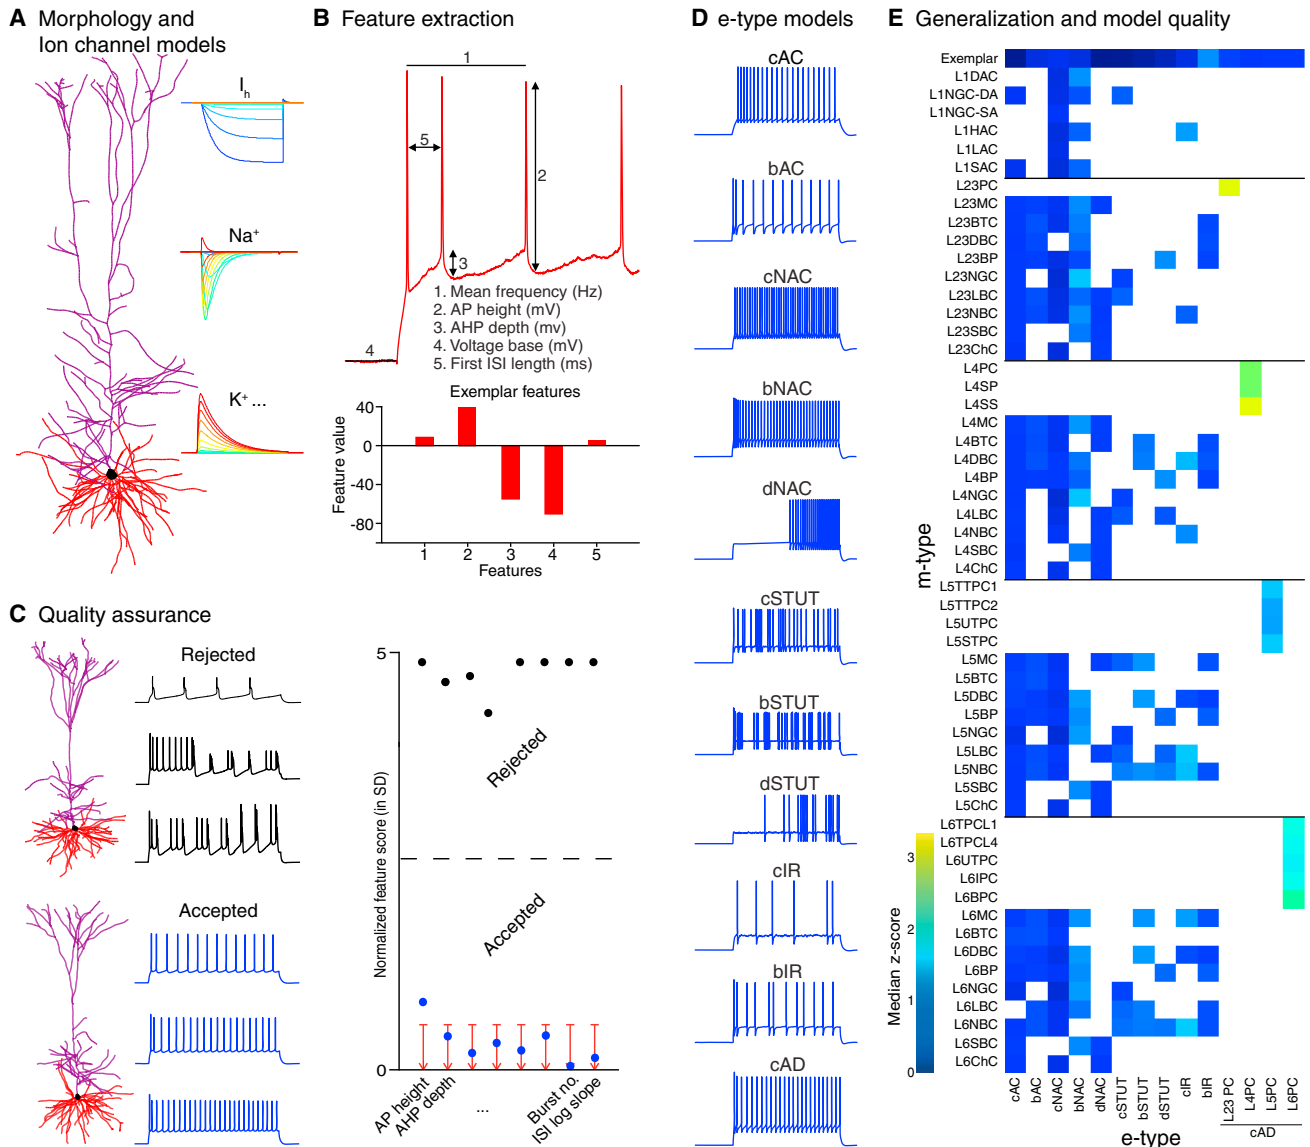 A Morphology and
Ion channel models
Ih
Na+
K+ ...
B Feature extraction
1
5
2
3
4
1. Mean frequency (Hz)
2. AP height (mV)
3. AHP depth (mv)
4. Voltage base (mV)
5. First ISI length (ms)
Exemplar features
Feature value
40
0
-40
-80
1 2 3 4 5
Features
C Quality assurance
Rejected
Accepted
Normalized feature score (in SD)
5
0
Rejected
Accepted
AP height
AHP depth
...
Burst no.
ISI log slope
D e-type models
cAC
bAC
cNAC
bNAC
dNAC
cSTUT
bSTUT
dSTUT
cIR
bIR
cAD
E Generalization and model quality
m-type
Exemplar
L1DAC
L1NGC-DA
L1NGC-SA
L1HAC
L1LAC
L1SAC
L23PC
L23MC
L23BTC
L23DBC
L23BP
L23NGC
L23LBC
L23NBC
L23SBC
L23ChC
L4PC
L4SP
L4SS
L4MC
L4BTC
L4DBC
L4BP
L4NGC
L4LBC
L4NBC
L4SBC
L4ChC
L5TTPC1
L5TTPC2
L5UTPC
L5STPC
L5MC
L5BTC
L5DBC
L5BP
L5NGC
L5LBC
L5NBC
L5SBC
L5ChC
L6TPCL1
L6TPCL4
L6UTPC
L6IPC
L6BPC
L6MC
L6BTC
L6DBC
L6BP
L6NGC
L6LBC
L6NBC
L6SBC
L6ChC
Median z-score
3
2
1
0
cAC bAC cNAC bNAC dNAC cSTUT bSTUT dSTUT cIR bIR L23 PC L4PC L5PC L6PC
cAD
e-type